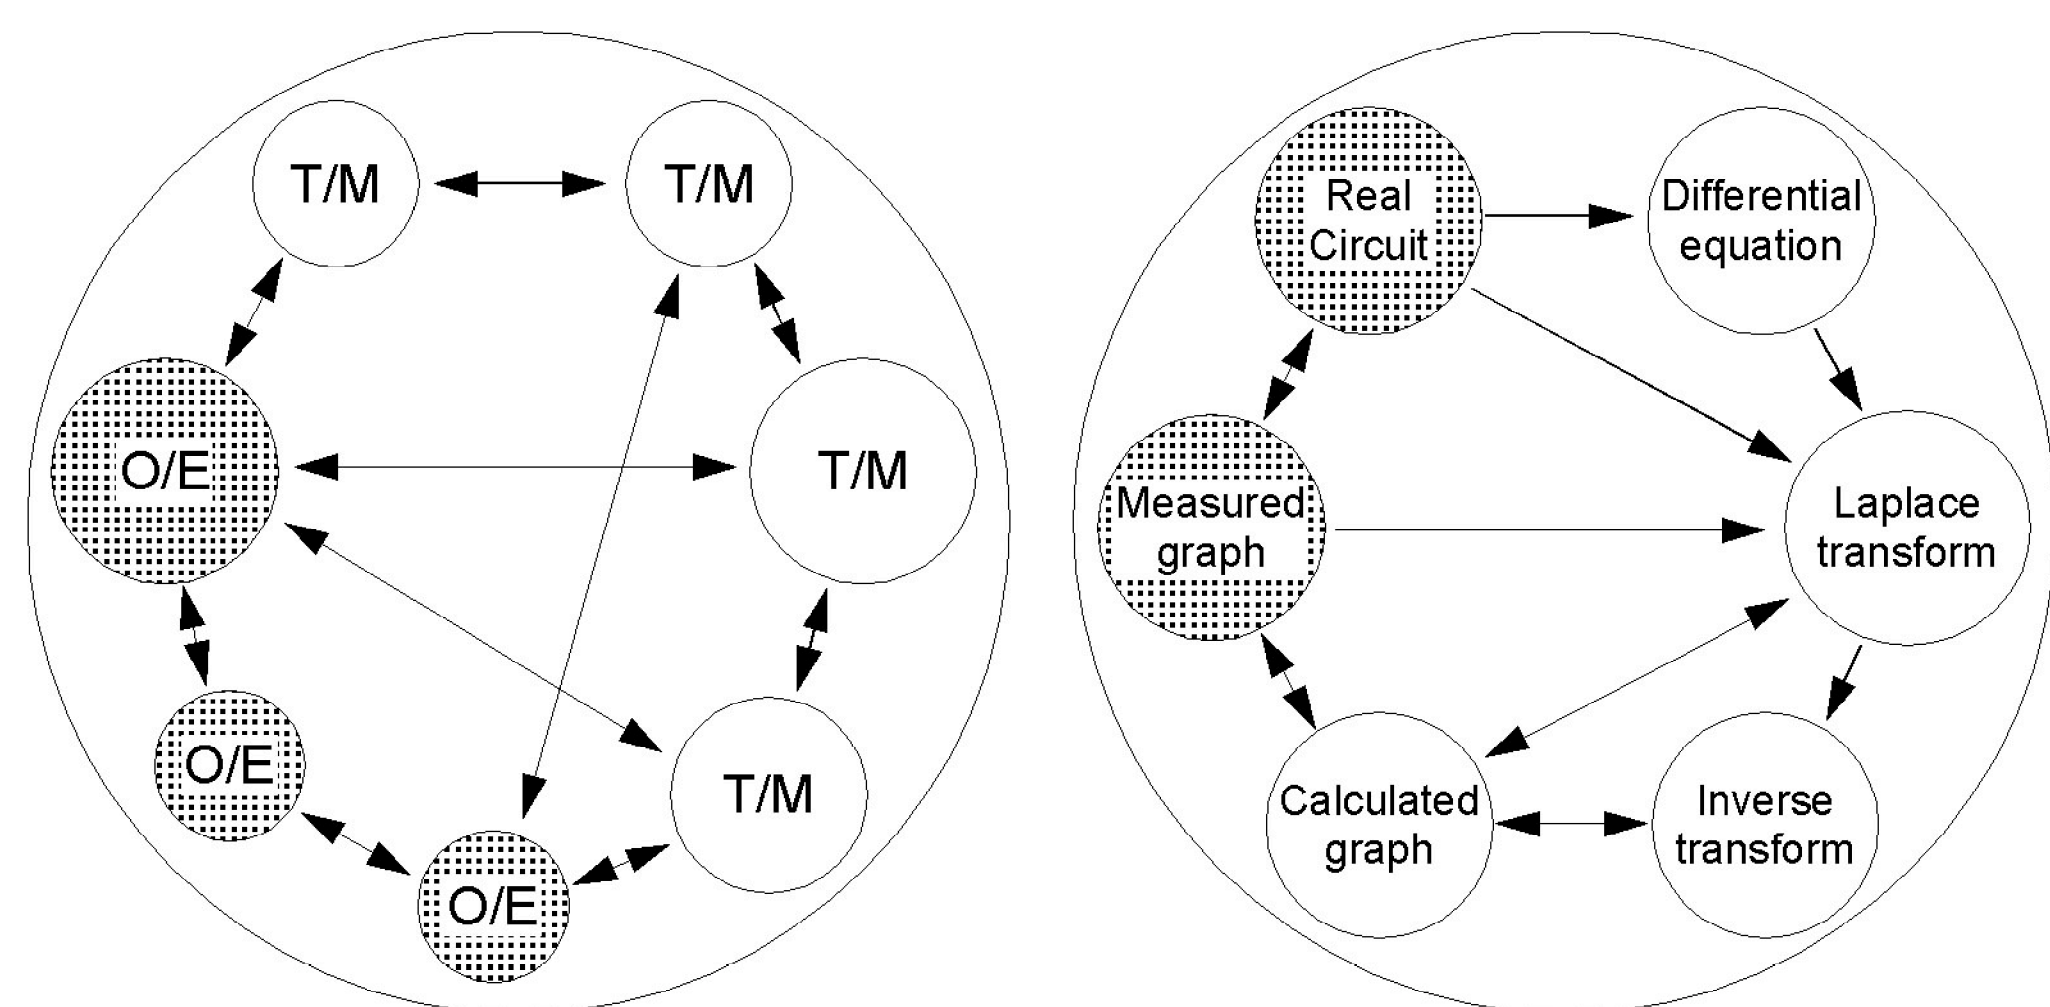 T/M
T/M
O/E
T/M
O/E
T/M
O/E
Real
Circuit
Differential
equation
Measured
graph
Laplace
transform
Calculated
graph
Inverse
transform